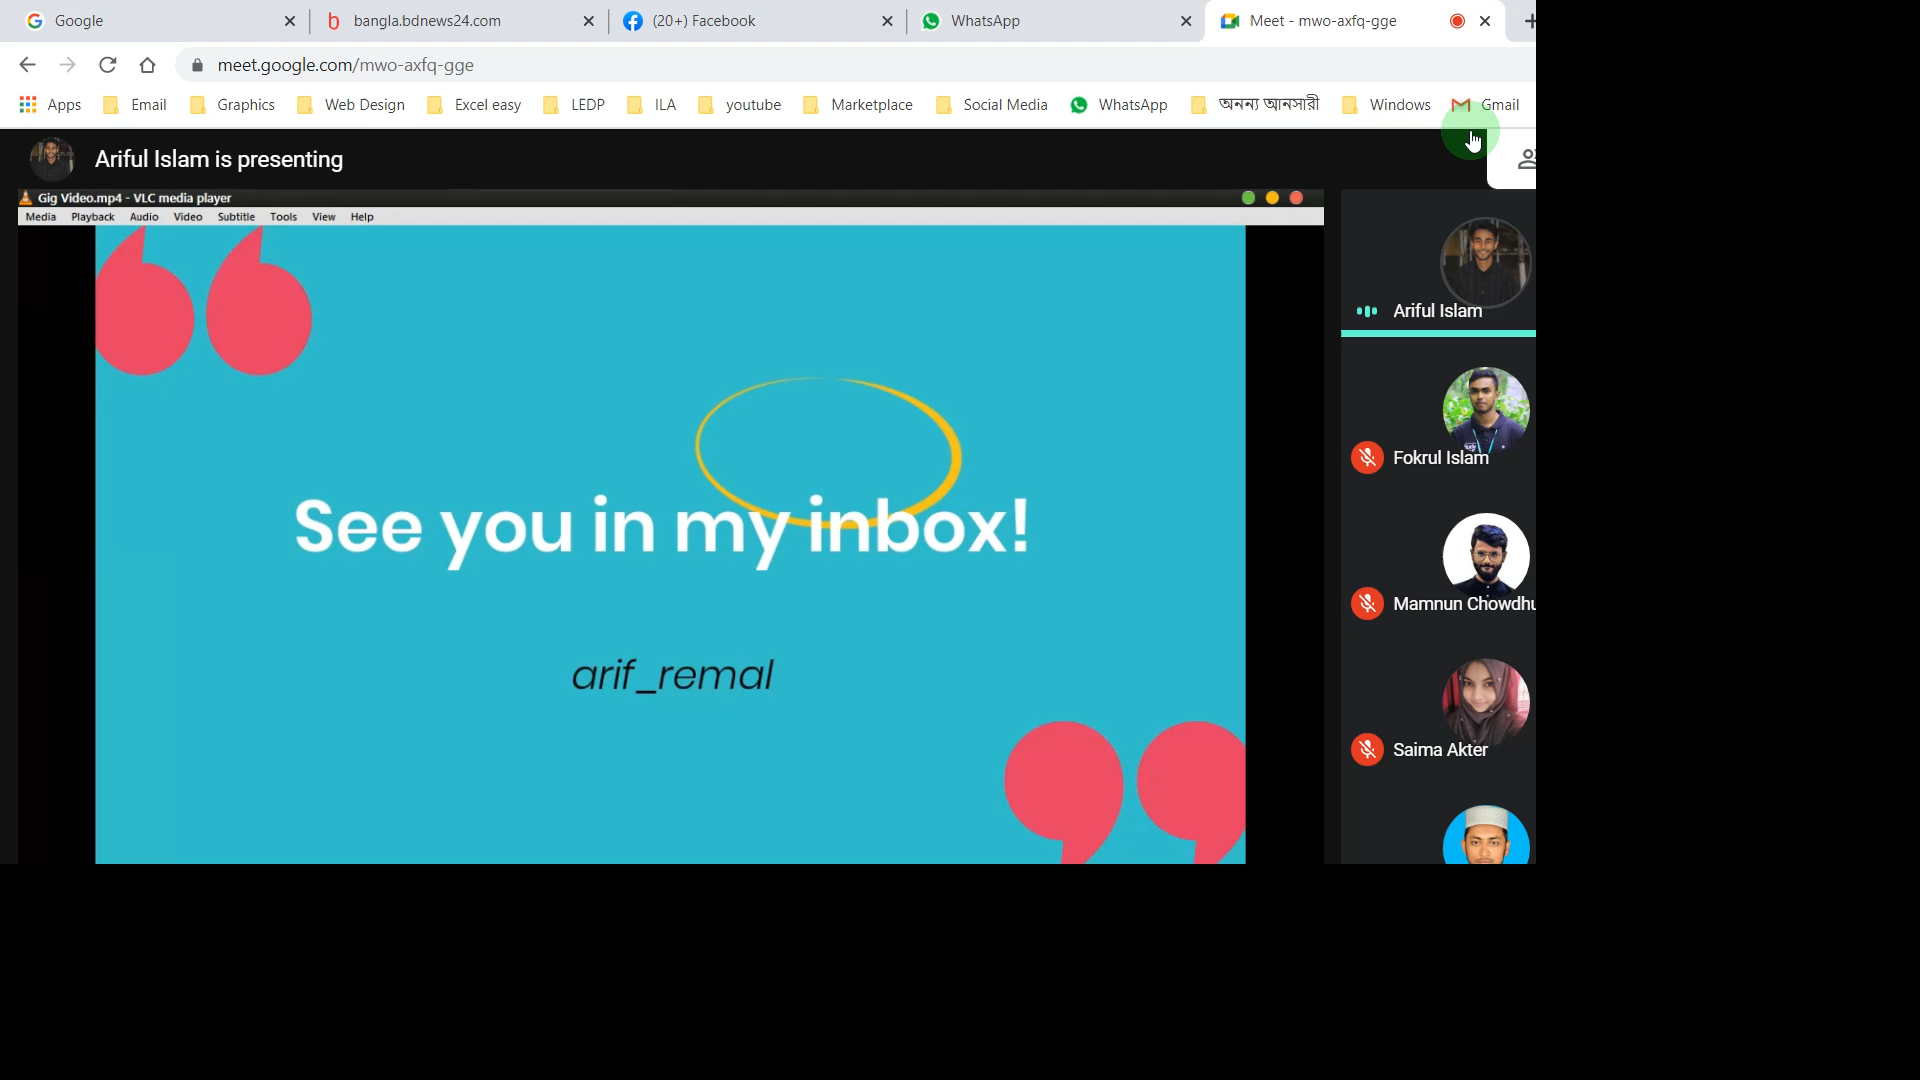 Google
bangla.bdnews24.com
(20+) Facebook
WhatsApp
Meet - mwo-axfq-gge
meet.google.com/mwo-axfq-gge
Apps Email Graphics Web Design Excel easy LEDP ILA youtube Marketplace Social Media WhatsApp অনন্য আনসারী Windows Gmail
Ariful Islam is presenting
Gig Video.mp4 - VLC media player
Media Playback Audio Video Subtitle Tools View Help
See you in my inbox!
arif_remal
Ariful Islam
Fokrul Islam
Mamnun Chowdhu
Saima Akter